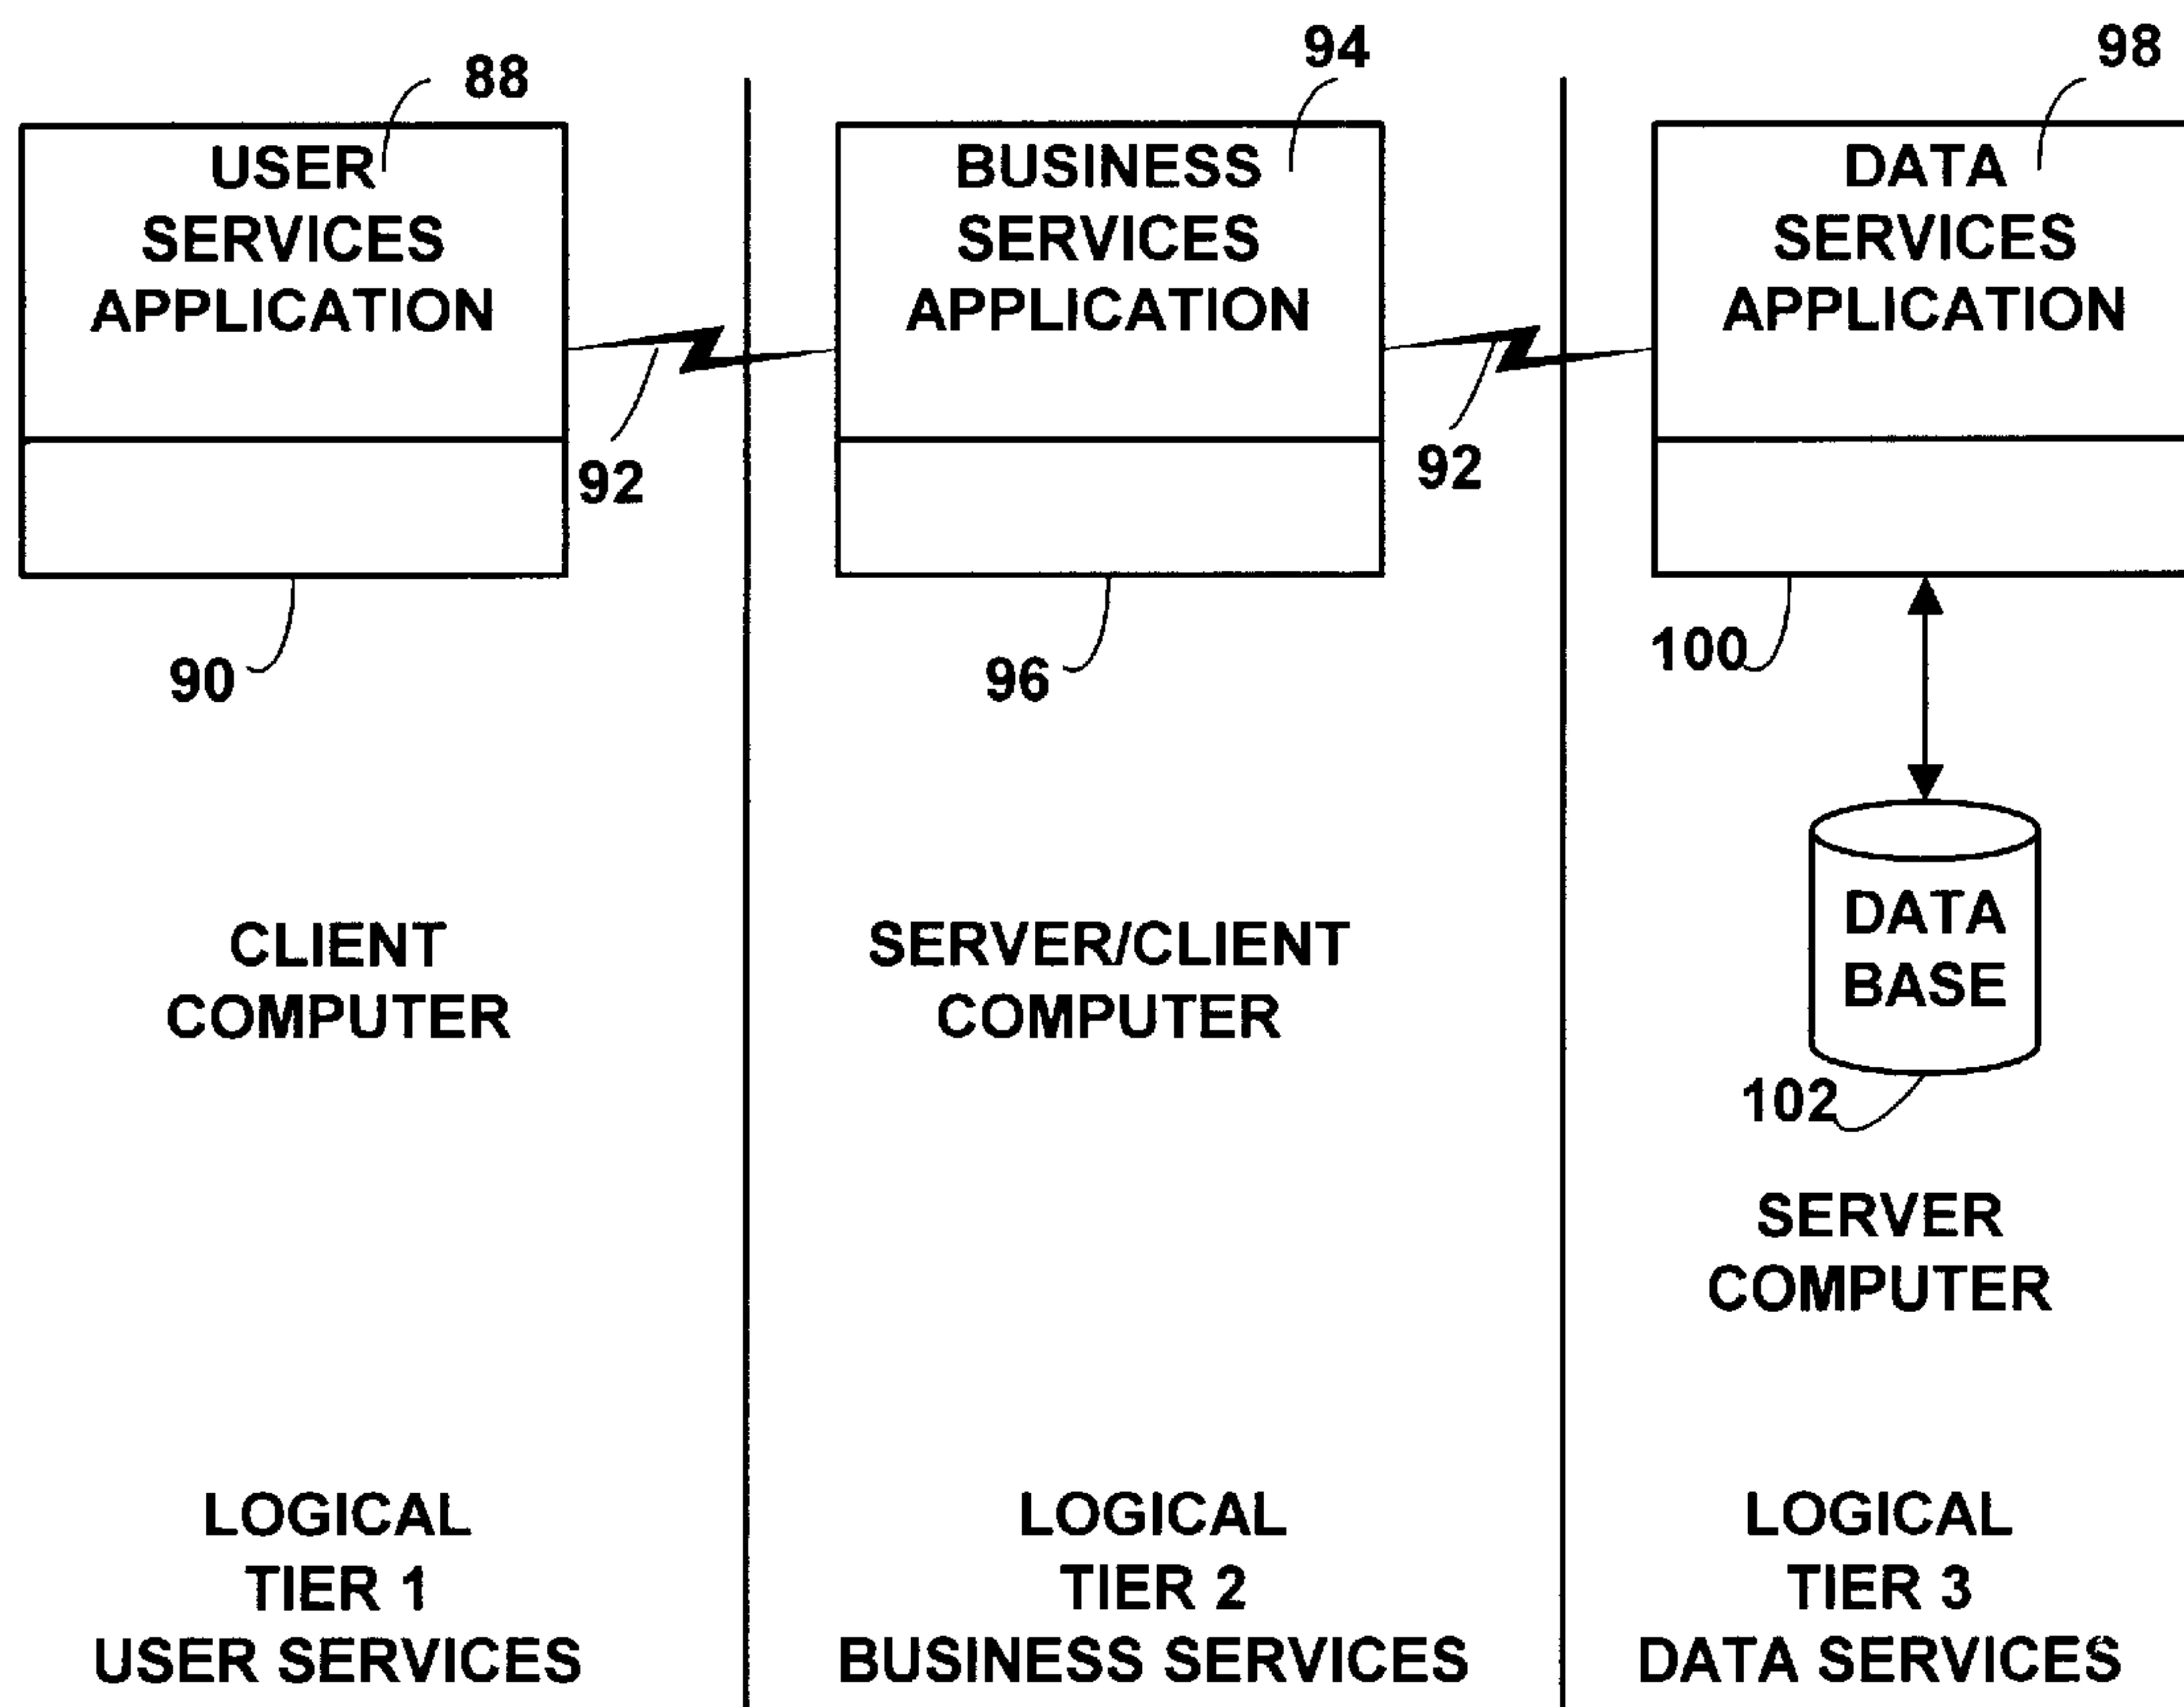 88
USER
SERVICES
APPLICATION
92
90
CLIENT
COMPUTER
LOGICAL
TIER 1
USER SERVICES
94
BUSINESS
SERVICES
APPLICATION
92
96
SERVER/CLIENT
COMPUTER
LOGICAL
TIER 2
BUSINESS SERVICES
98
DATA
SERVICES
APPLICATION
100
DATA
BASE
102
SERVER
COMPUTER
LOGICAL
TIER 3
DATA SERVICES